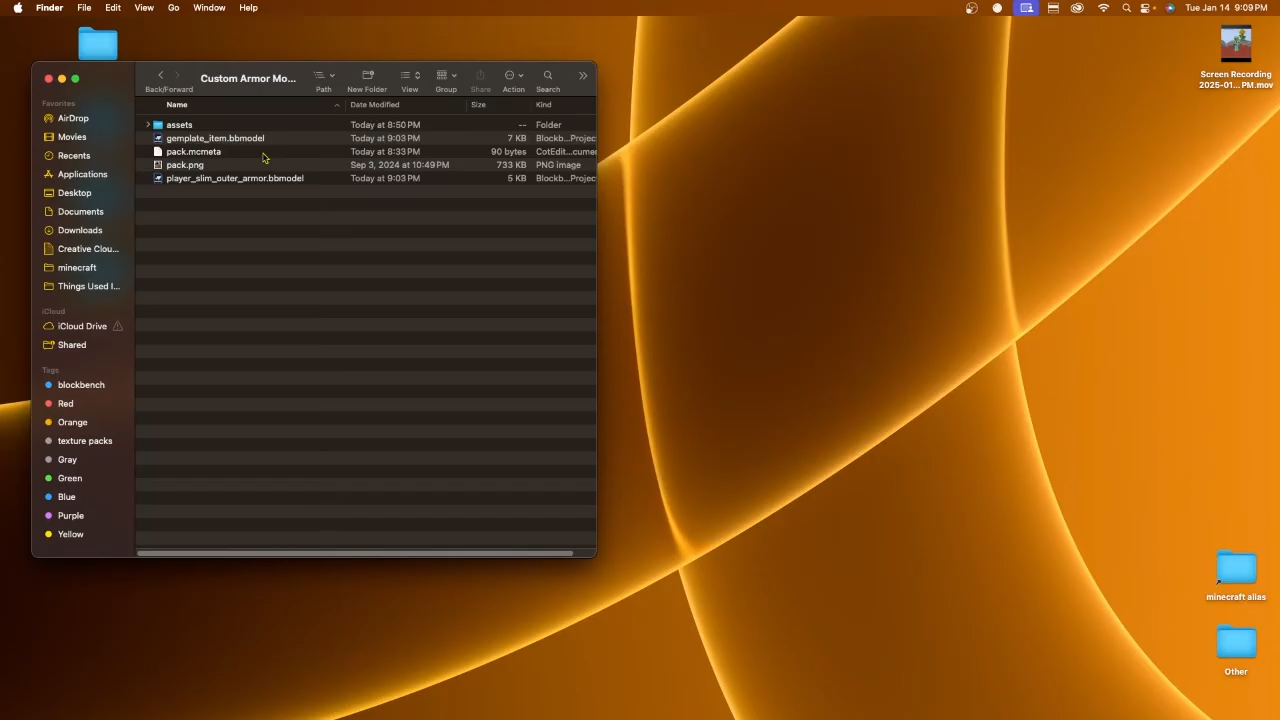 Finder File Edit View Go Window Help
Tue Jan 14 9:09 PM
Custom Armor Mo...
Back/Forward Path New Folder View Group Share Action Search
Name Date Modified Size Kind
assets Today at 8:50 PM -- Folder
gemplate_item.bbmodel Today at 9:03 PM 7 KB Blockb...Projec
pack.mcmeta Today at 8:33 PM 90 bytes CotEdit...cumer
pack.png Sep 3, 2024 at 10:49 PM 733 KB PNG image
player_slim_outer_armor.bbmodel Today at 9:03 PM 5 KB Blockb...Projec
Favorites
AirDrop
Movies
Recents
Applications
Desktop
Documents
Downloads
Creative Clou...
minecraft
Things Used I...
iCloud
iCloud Drive
Shared
Tags
blockbench
Red
Orange
texture packs
Gray
Green
Blue
Purple
Yellow
Screen Recording
2025-01...PM.mov
minecraft alias
Other